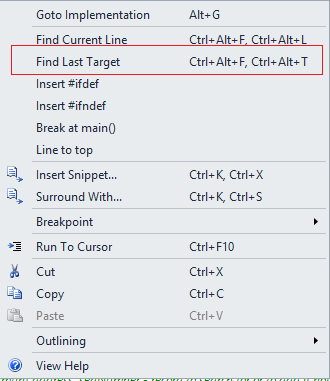 Goto Implementation Alt+G
Find Current Line Ctrl+Alt+F, Ctrl+Alt+L
Find Last Target Ctrl+Alt+F, Ctrl+Alt+T
Insert #ifdef
Insert #ifndef
Break at main()
Line to top
Insert Snippet... Ctrl+K, Ctrl+X
Surround With... Ctrl+K, Ctrl+S
Breakpoint
Run To Cursor Ctrl+F10
Cut Ctrl+X
Copy Ctrl+C
Paste Ctrl+V
Outlining
View Help